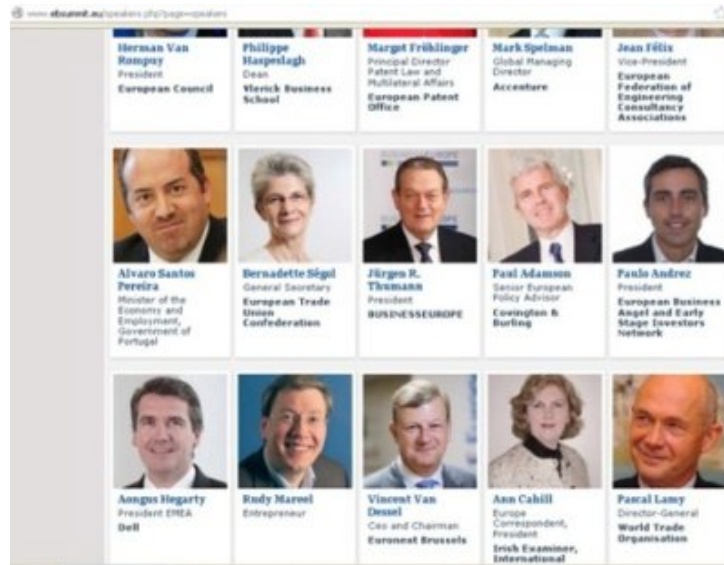 www.ebsummit.eu/speakers.php?page=speakers
Herman Van
Rompuy
President
European Council
Philippe
Haspeslagh
Dean
Vlerick Business
School
Margot Fröhlinger
Principal Director
Patent Law and
Multilateral Affairs
European Patent
Office
Mark Spelman
Global Managing
Director
Accenture
Jean Félix
Vice-President
European
Federation of
Engineering
Consultancy
Associations
Alvaro Santos
Pereira
Minister of the
Economy and
Employment,
Government of
Portugal
Bernadette Ségol
General Secretary
European Trade
Union
Confederation
BUSINESSEUROPE
Jürgen R.
Thumann
President
BUSINESSEUROPE
Paul Adamson
Senior European
Policy Advisor
Covington &
Burling
Paulo Andrez
President
European Business
Angel and Early
Stage Investors
Network
Aongus Hegarty
President EMEA
Dell
Rudy Mareel
Entrepreneur
Vincent Van
Dessel
Ceo and Chairman
Euronext Brussels
Ann Cahill
Europe
Correspondent,
President
Irish Examiner,
International
Pascal Lamy
Director-General
World Trade
Organisation